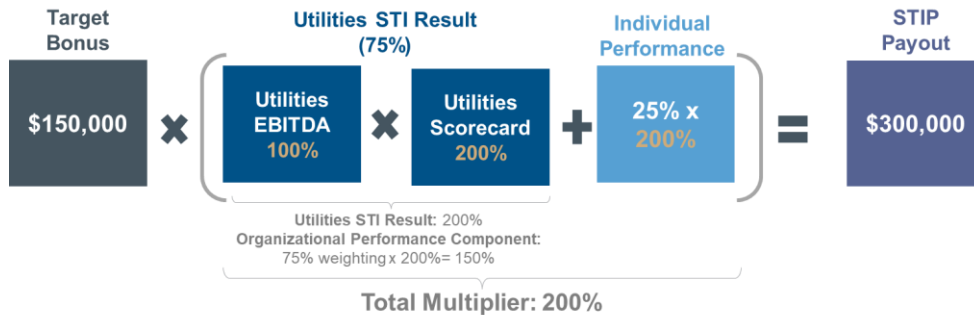 Target
Bonus
Utilities STI Result
(75%)
Individual
Performance
STIP
Payout
$150,000
Utilities
EBITDA
100%
Utilities
Scorecard
200%
25% x
200%
$300,000
Utilities STI Result: 200%
Organizational Performance Component:
75% weighting x 200%= 150%
Total Multiplier: 200%